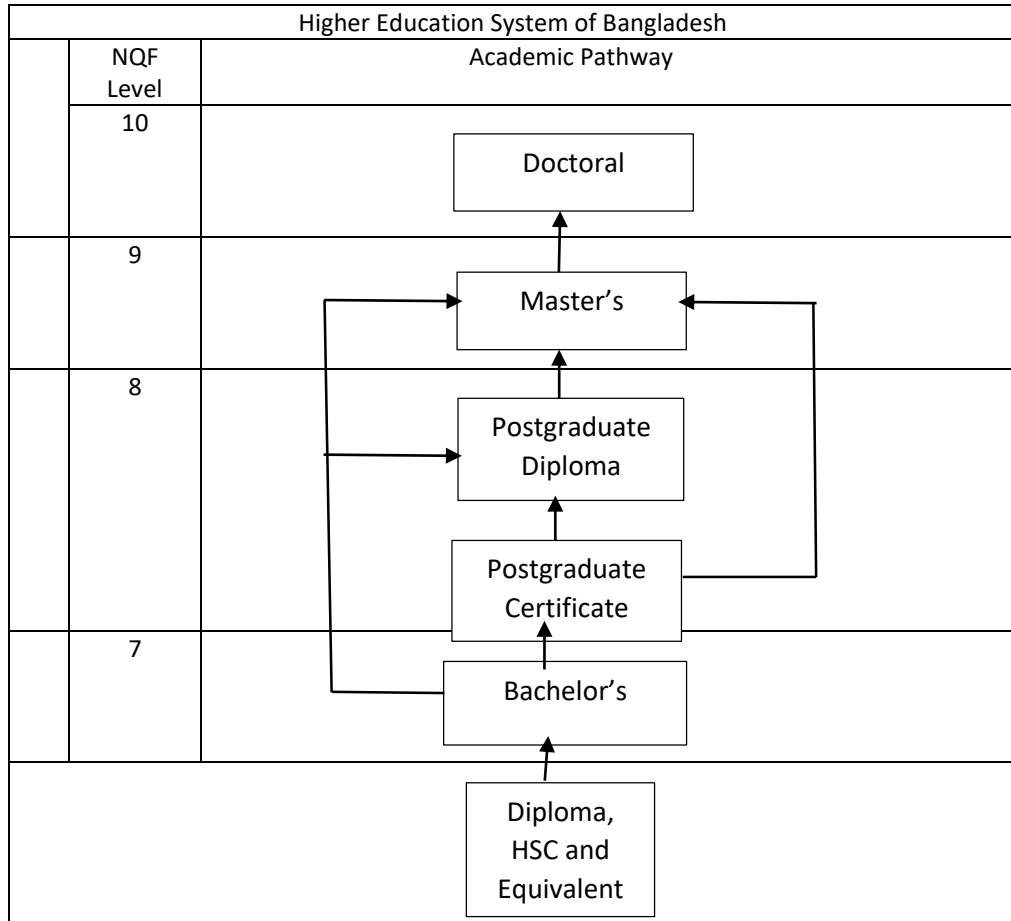 Higher Education System of Bangladesh
NQF
Level
Academic Pathway
10
Doctoral
9
Master’s
8
Postgraduate
Diploma
Postgraduate
Certificate
7
Bachelor’s
Diploma,
HSC and
Equivalent